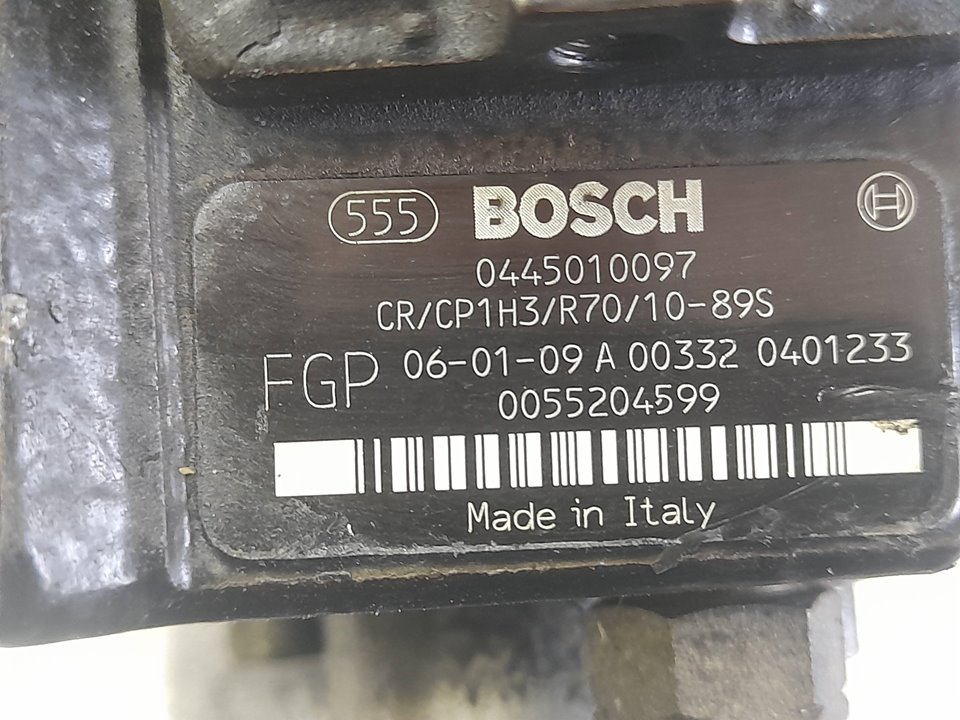 555 BOSCH
0445010097
CR/CP1H3/R70/10-89S
FGP 06-01-09 A 00332 0401233
0055204599
Made in Italy